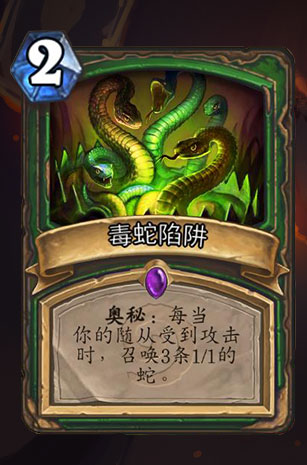 2
毒蛇陷阱
奥秘：每当
你的随从受到攻击
时，召唤3条1/1的
蛇。